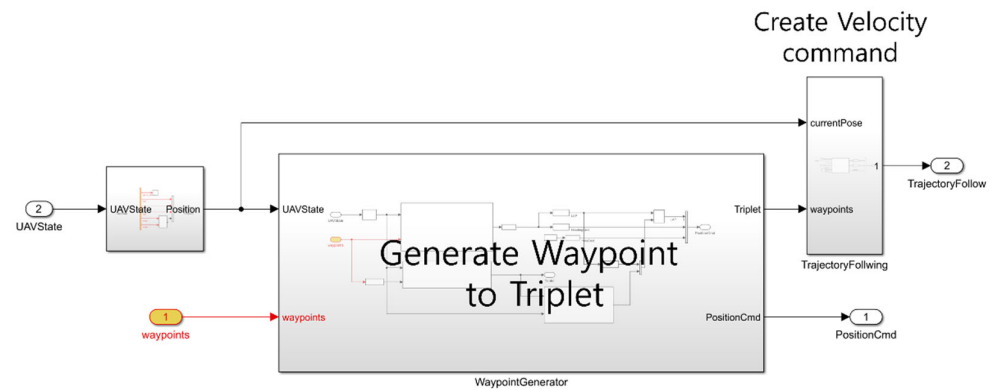 Create Velocity
command
currentPose
1
2
TrajectoryFollow
waypoints
TrajectoryFollwing
2
UAVState
UAVState
Position
UAVState
Triplet
Generate Waypoint
to Triplet
1
waypoints
waypoints
PositionCmd
1
PositionCmd
WaypointGenerator